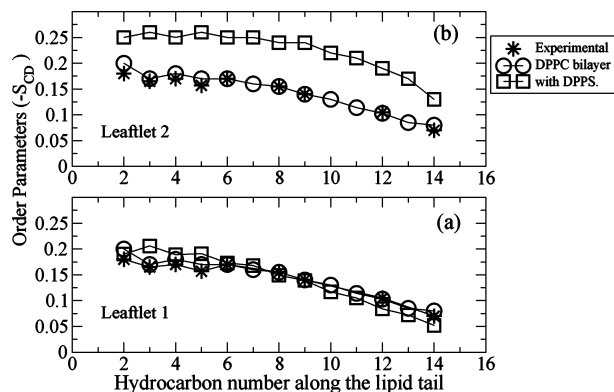 Order Parameters (-S_CD)
0.25
0.2
0.15
0.1
0.05
0
(b)
Leaftlet 2
0 2 4 6 8 10 12 14 16
Experimental
DPPC bilayer
with DPPS.
0.25
0.2
0.15
0.1
0.05
0
(a)
Leaftlet 1
0 2 4 6 8 10 12 14 16
Hydrocarbon number along the lipid tail